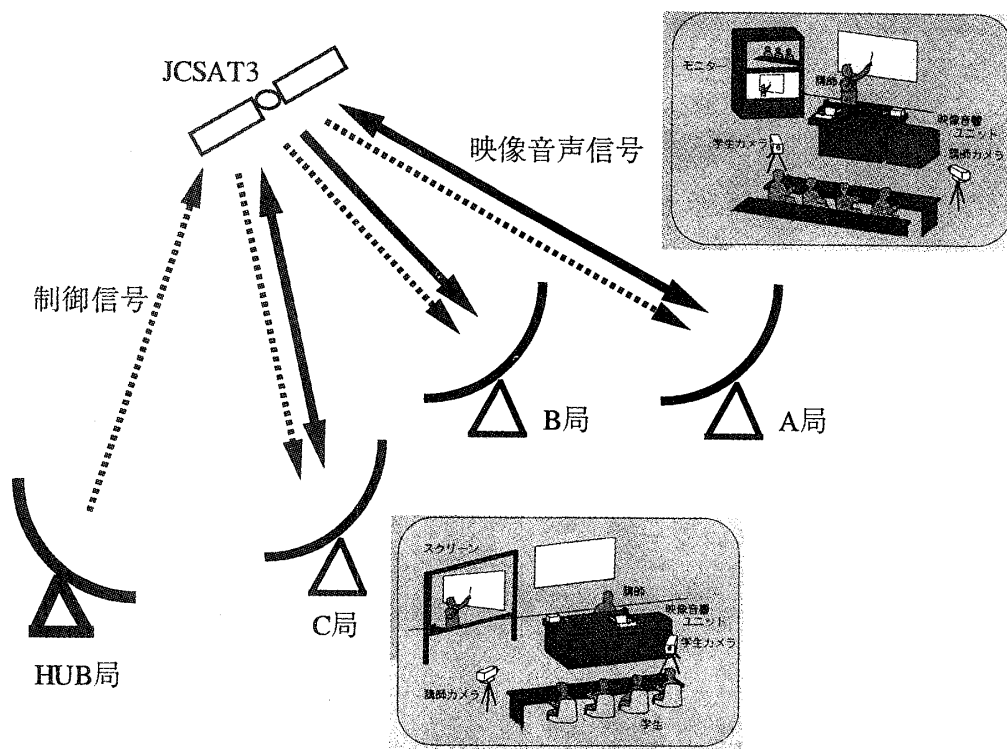 JCSAT3
映像音声信号
制御信号
モニター
講師
映像音響
ユニット
学生カメラ
講師カメラ
B局
A局
C局
HUB局
スクリーン
講師
映像音響
ユニット
学生カメラ
講師カメラ
学生